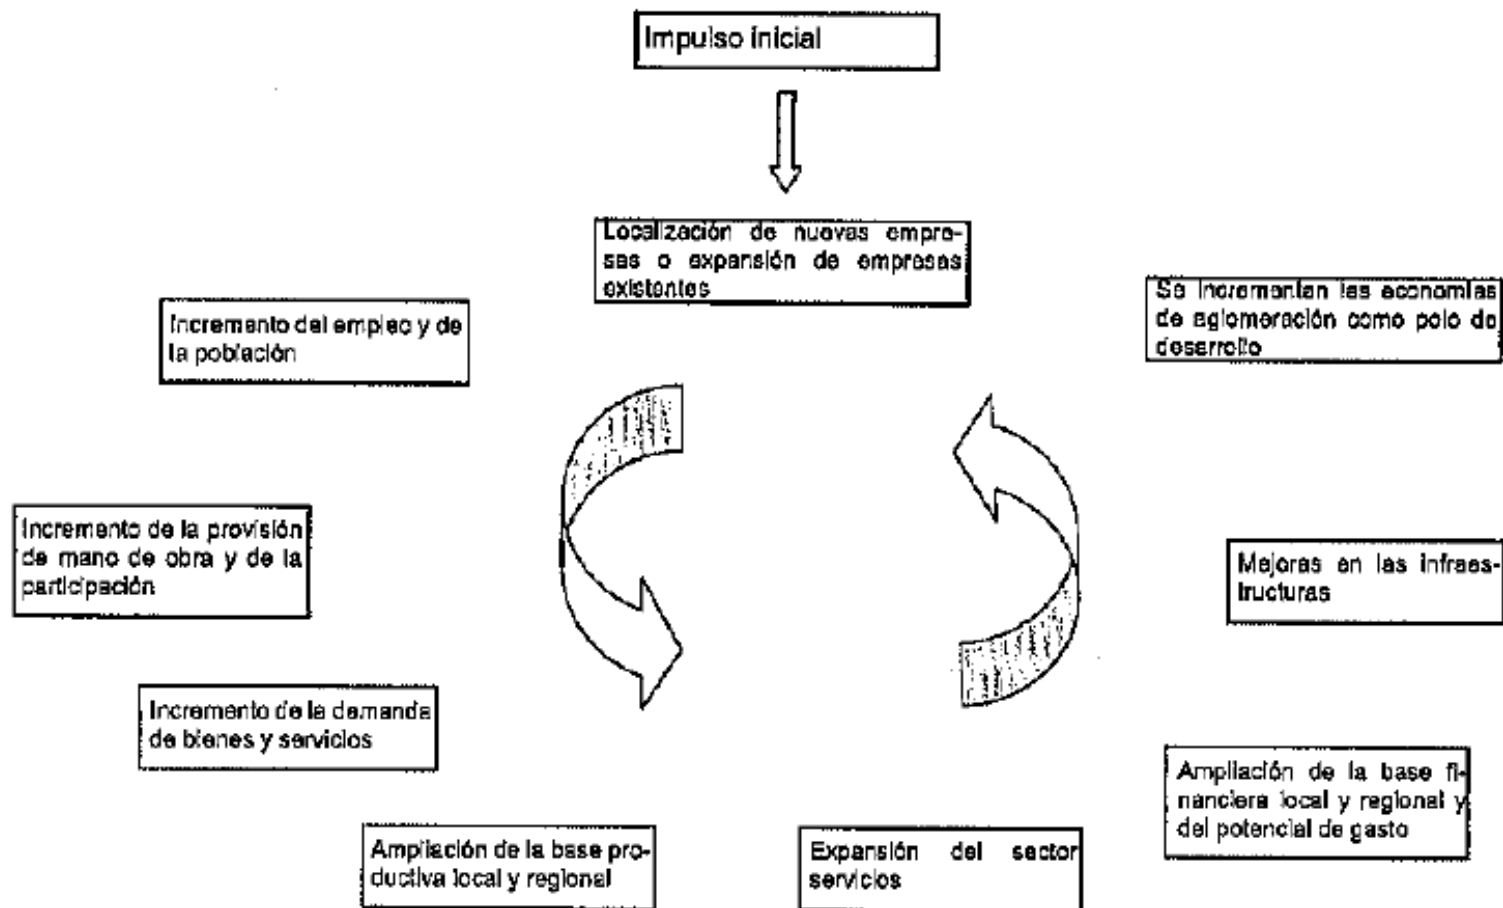 Impulso inicial
Localización de nuevas empre-
sas o expansión de empresas
existentes
Se incrementan las economías
de aglomeración como polo de
desarrollo
Incremento del empleo y de
la población
Incremento de la provisión
de mano de obra y de la
participación
Mejoras en las infraes-
tructuras
Incremento de la demanda
de bienes y servicios
Ampliación de la base fi-
nanciera local y regional y
del potencial de gasto
Ampliación de la base pro-
ductiva local y regional
Expansión del sector
servicios